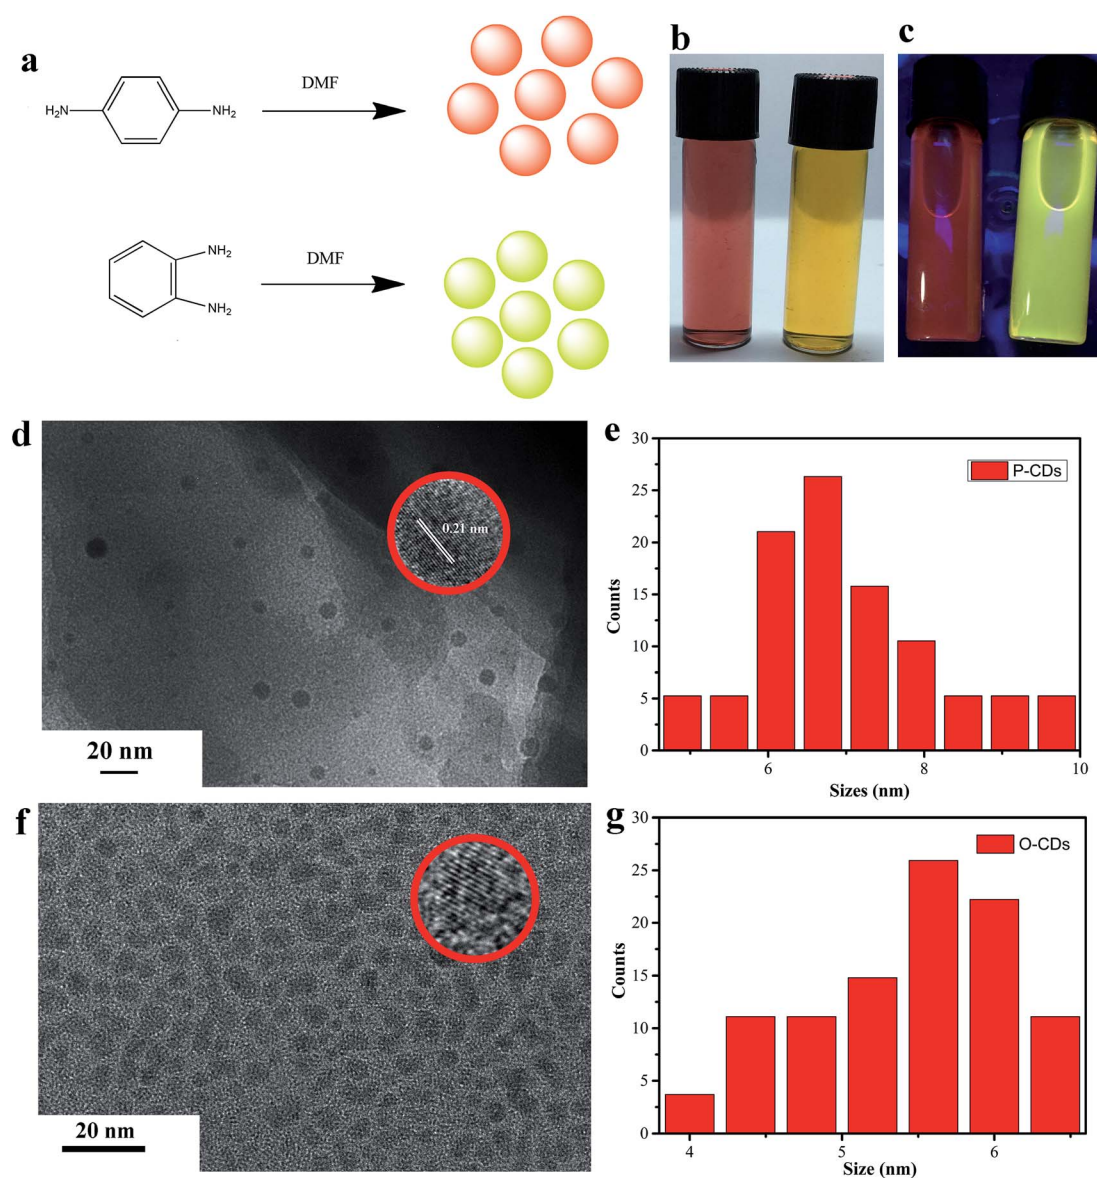 a
H₂N
NH₂
DMF
NH₂
NH₂
DMF
b
c
d
0.21 nm
20 nm
e
P-CDs
30
25
20
15
10
5
0
6
8
10
Counts
Sizes (nm)
f
20 nm
g
O-CDs
30
25
20
15
10
5
0
4
5
6
Counts
Size (nm)